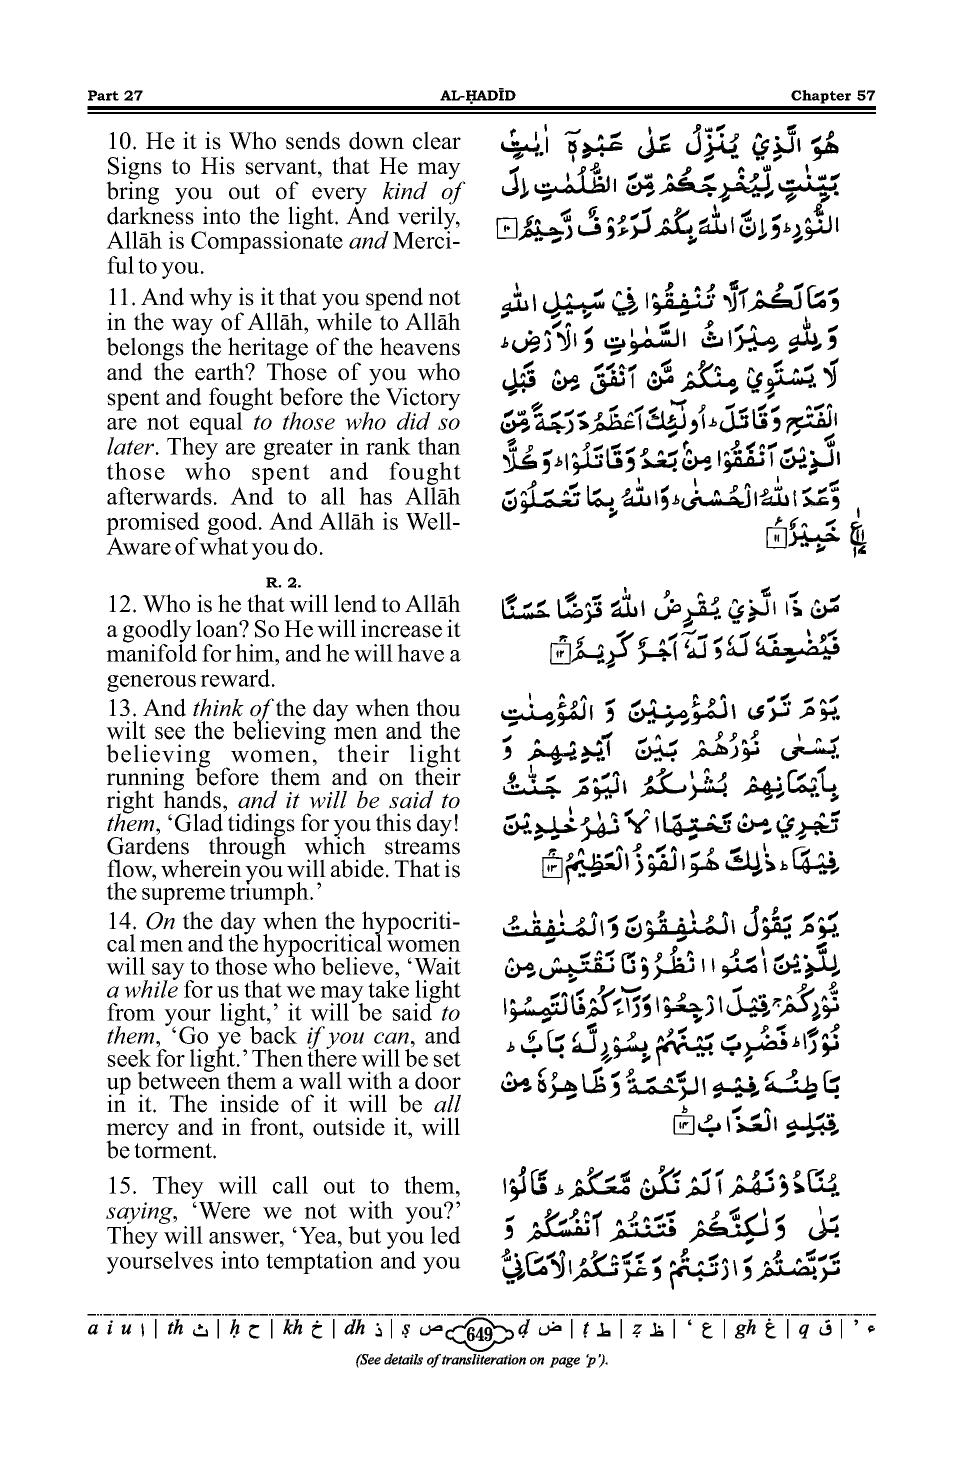 Part 27 AL-ḤADĪD Chapter 57
10. He it is Who sends down clear
Signs to His servant, that He may
bring you out of every kind of
darkness into the light. And verily,
Allāh is Compassionate and Merci-
ful to you.
11. And why is it that you spend not
in the way of Allāh, while to Allāh
belongs the heritage of the heavens
and the earth? Those of you who
spent and fought before the Victory
are not equal to those who did so
later. They are greater in rank than
those who spent and fought
afterwards. And to all has Allāh
promised good. And Allāh is Well-
Aware of what you do.
R. 2.
12. Who is he that will lend to Allāh
a goodly loan? So He will increase it
manifold for him, and he will have a
generous reward.
13. And think of the day when thou
wilt see the believing men and the
believing women, their light
running before them and on their
right hands, and it will be said to
them, ‘Glad tidings for you this day!
Gardens through which streams
flow, wherein you will abide. That is
the supreme triumph.’
14. On the day when the hypocriti-
cal men and the hypocritical women
will say to those who believe, ‘Wait
a while for us that we may take light
from your light,’ it will be said to
them, ‘Go ye back if you can, and
seek for light.’ Then there will be set
up between them a wall with a door
in it. The inside of it will be all
mercy and in front, outside it, will
be torment.
15. They will call out to them,
saying, ‘Were we not with you?’
They will answer, ‘Yea, but you led
yourselves into temptation and you
هُوَ الَّذِيْ يُنَزِّلُ عَلٰى عَبْدِهٖٓ اٰيٰتٍۭ
بَيِّنٰتٍ لِّيُخْرِجَكُمْ مِّنَ الظُّلُمٰتِ اِلَى
النُّوْرِ ؕ وَ اِنَّ اللّٰهَ بِكُمْ لَرَءُوْفٌ رَّحِيْمٌ ۱۰
وَ مَا لَكُمْ اَلَّا تُنْفِقُوْا فِيْ سَبِيْلِ اللّٰهِ
وَ لِلّٰهِ مِيْرَاثُ السَّمٰوٰتِ وَ الْاَرْضِ ؕ
لَا يَسْتَوِيْ مِنْكُمْ مَّنْ اَنْفَقَ مِنْ قَبْلِ
الْفَتْحِ وَ قَاتَلَ ؕ اُولٰٓئِكَ اَعْظَمُ دَرَجَةً مِّنَ
الَّذِيْنَ اَنْفَقُوْا مِنْۢ بَعْدُ وَ قَاتَلُوْا ؕ وَ كُلًّا
وَّعَدَ اللّٰهُ الْحُسْنٰى ؕ وَ اللّٰهُ بِمَا تَعْمَلُوْنَ
خَبِيْرٌ ۱۱
مَنْ ذَا الَّذِيْ يُقْرِضُ اللّٰهَ قَرْضًا حَسَنًا
فَيُضٰعِفَهٗ لَهٗ وَ لَهٗٓ اَجْرٌ كَرِيْمٌ ۱۲
يَوْمَ تَرَى الْمُؤْمِنِيْنَ وَ الْمُؤْمِنٰتِ
يَسْعٰى نُوْرُهُمْ بَيْنَ اَيْدِيْهِمْ وَ
بِاَيْمَانِهِمْ بُشْرٰىكُمُ الْيَوْمَ جَنّٰتٌ
تَجْرِيْ مِنْ تَحْتِهَا الْاَنْهٰرُ خٰلِدِيْنَ
فِيْهَا ؕ ذٰلِكَ هُوَ الْفَوْزُ الْعَظِيْمُ ۱۳
يَوْمَ يَقُوْلُ الْمُنٰفِقُوْنَ وَ الْمُنٰفِقٰتُ
لِلَّذِيْنَ اٰمَنُوا انْظُرُوْنَا نَقْتَبِسْ مِنْ
نُّوْرِكُمْ ۚ قِيْلَ ارْجِعُوْا وَرَآءَكُمْ فَالْتَمِسُوْا
نُوْرًا ؕ فَضُرِبَ بَيْنَهُمْ بِسُوْرٍ لَّهٗ بَابٌ ؕ
بَاطِنُهٗ فِيْهِ الرَّحْمَةُ وَ ظَاهِرُهٗ مِنْ
قِبَلِهِ الْعَذَابُ ۱۴
يُنَادُوْنَهُمْ اَلَمْ نَكُنْ مَّعَكُمْ ؕ قَالُوْا
بَلٰى وَ لٰكِنَّكُمْ فَتَنْتُمْ اَنْفُسَكُمْ وَ
تَرَبَّصْتُمْ وَ ارْتَبْتُمْ وَ غَرَّتْكُمُ الْاَمَانِيُّ
a i u ا | th ث | ḥ ح | kh خ | dh ذ | ṣ ص 649 ḍ ض | ṭ ط | ẓ ظ | ‘ ع | gh غ | q ق | ’ ء
(See details of transliteration on page ‘p’).